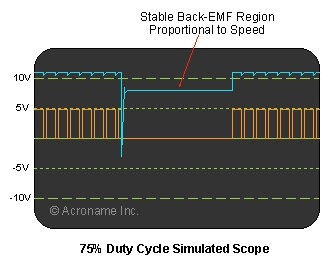 Stable Back-EMF Region
Proportional to Speed
10V
5V
-5V
-10V
© Acroname Inc.
75% Duty Cycle Simulated Scope